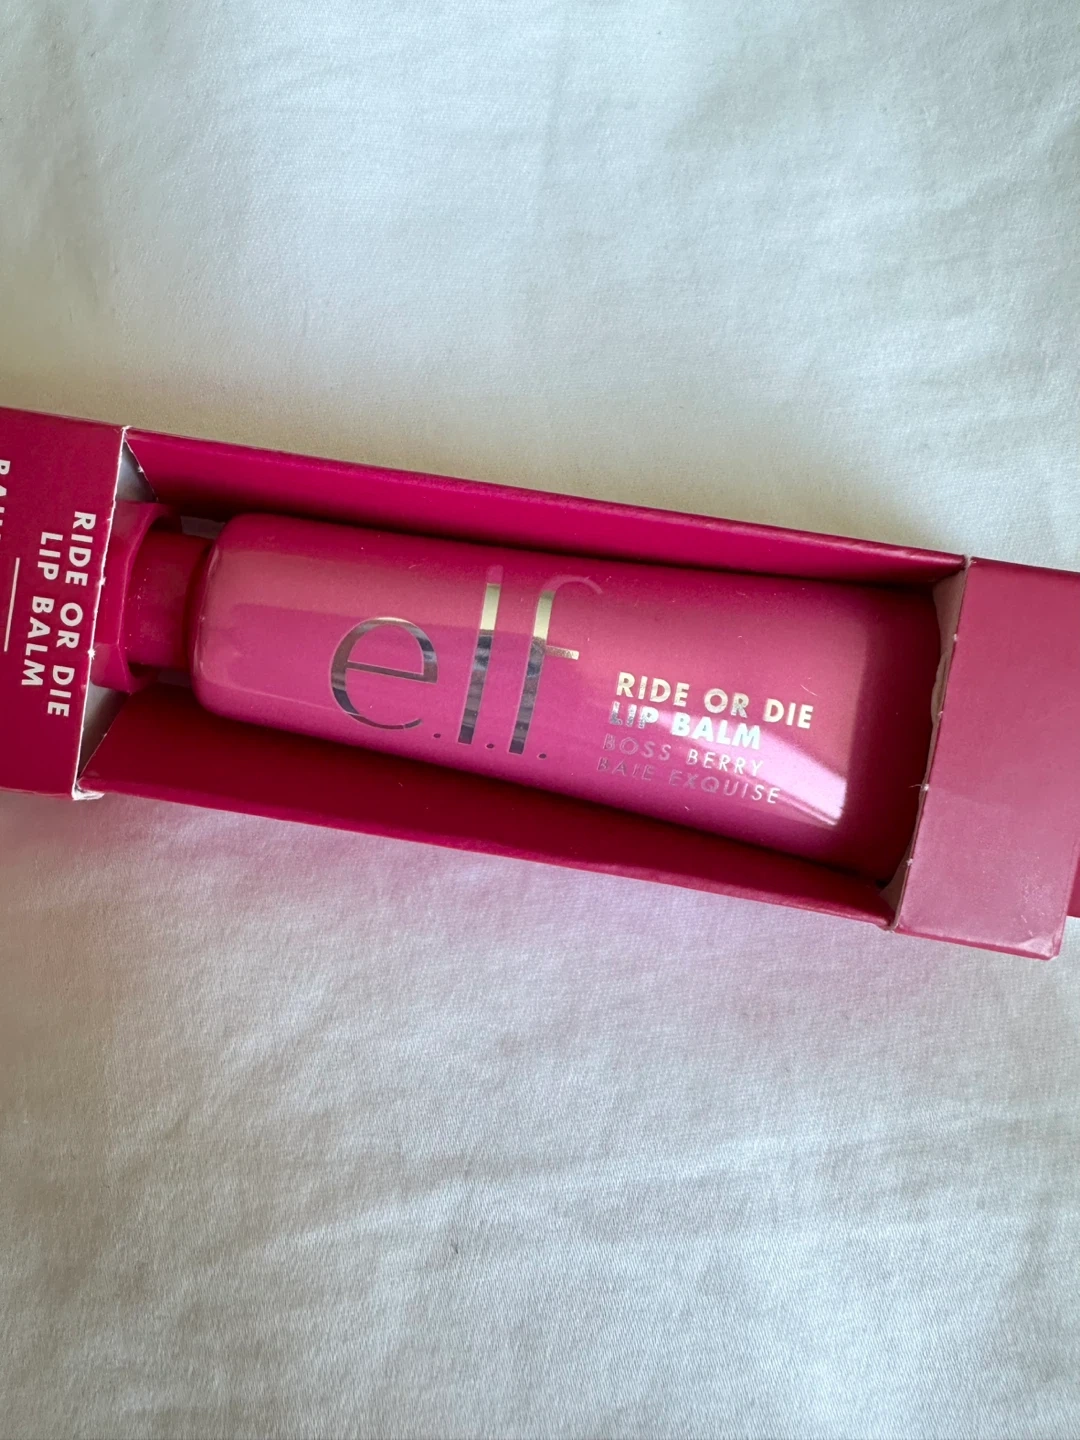 RIDE OR DIE
LIP BALM
e.l.f.
RIDE OR DIE
LIP BALM
BOSS BERRY
BAIE EXQUISE